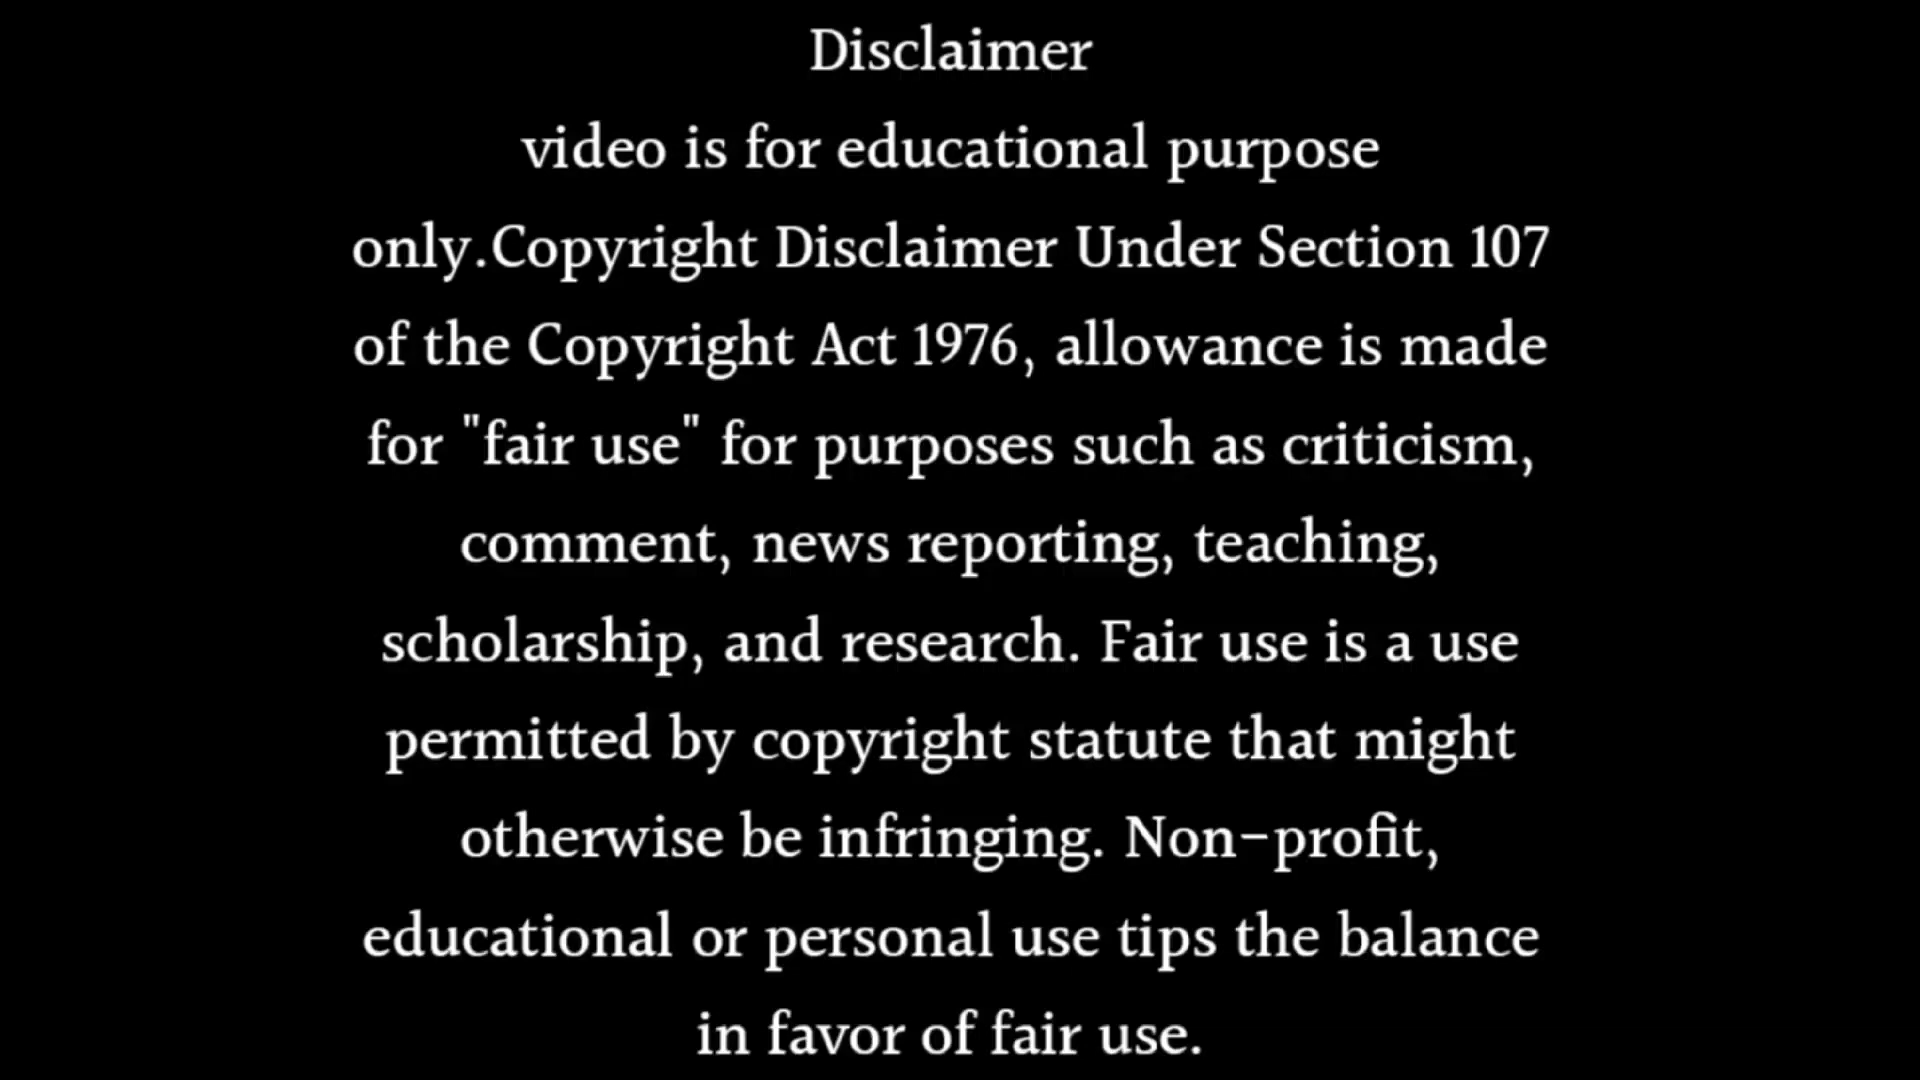 Disclaimer
video is for educational purpose
only.Copyright Disclaimer Under Section 107
of the Copyright Act 1976, allowance is made
for "fair use" for purposes such as criticism,
comment, news reporting, teaching,
scholarship, and research. Fair use is a use
permitted by copyright statute that might
otherwise be infringing. Non-profit,
educational or personal use tips the balance
in favor of fair use.